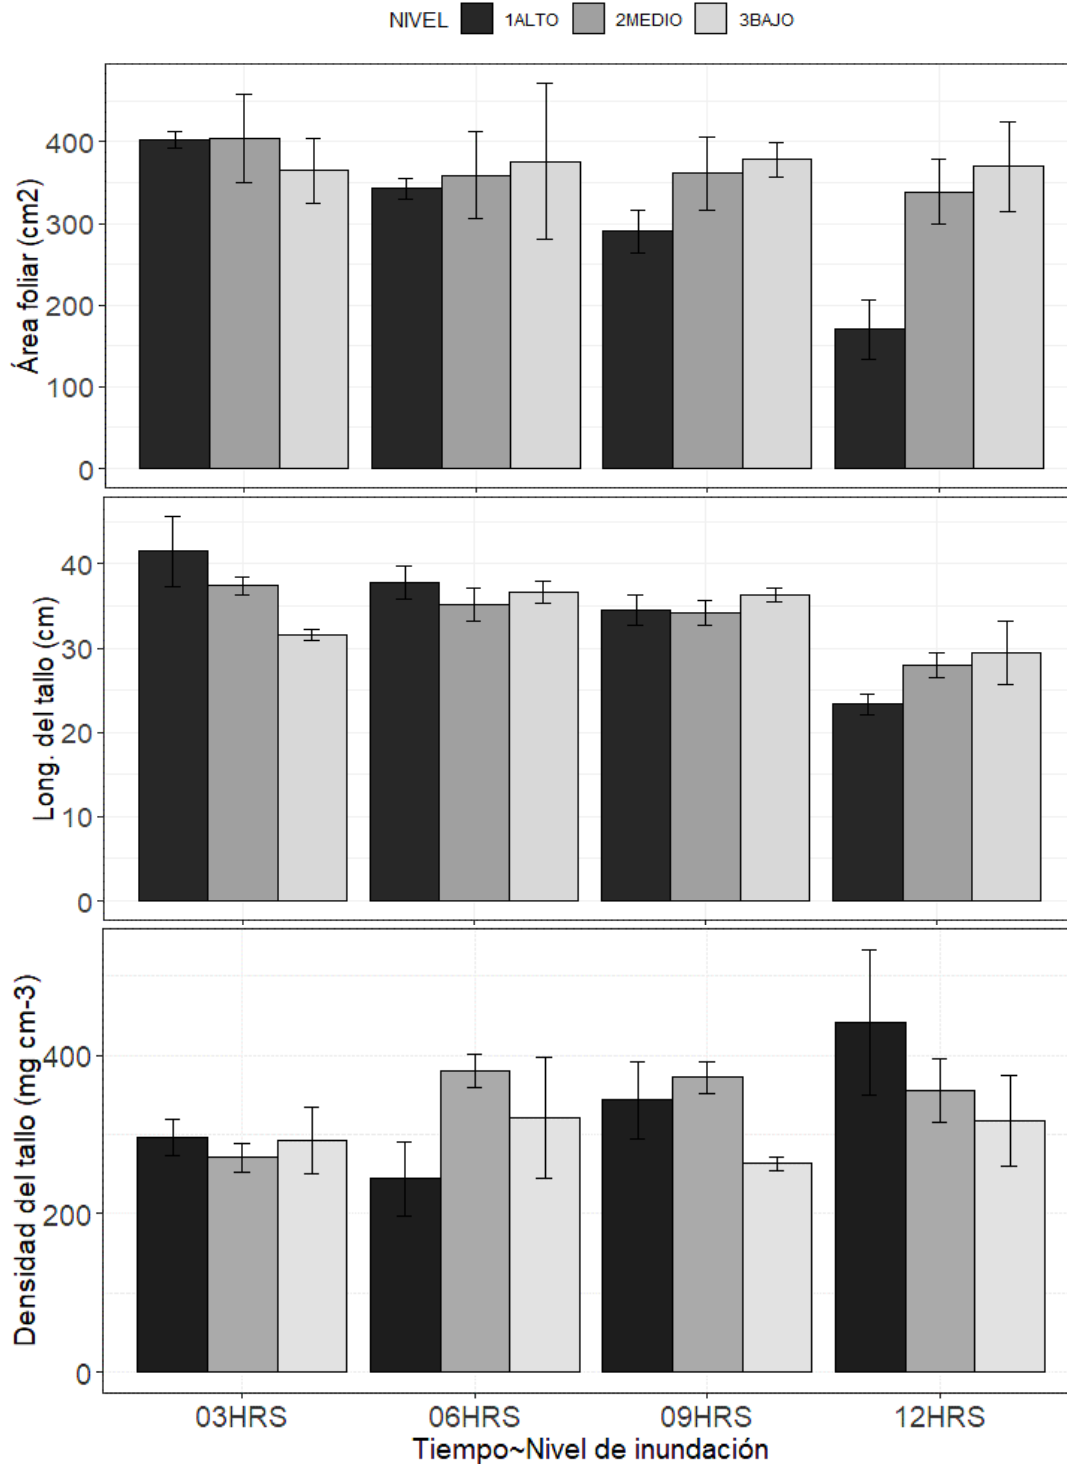 NIVEL 1ALTO 2MEDIO 3BAJO
Área foliar (cm2)
400
300
200
100
0
Long. del tallo (cm)
40
30
20
10
0
Densidad del tallo (mg cm-3)
400
200
0
03HRS 06HRS 09HRS 12HRS
Tiempo~Nivel de inundación